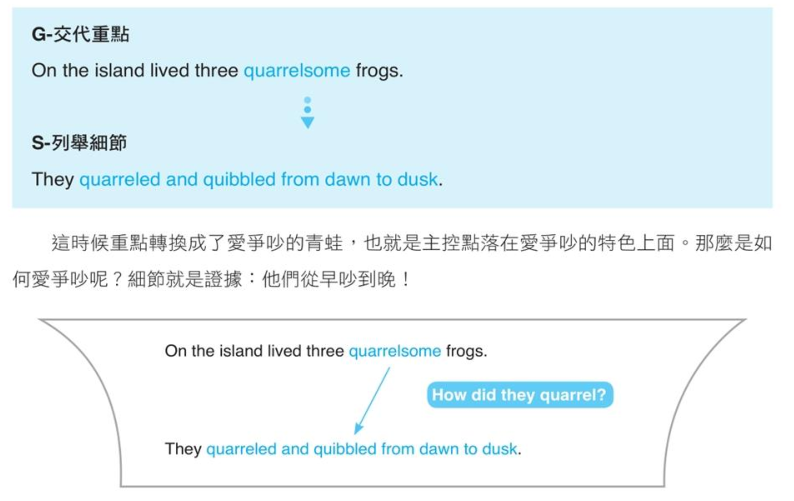 G-交代重點
On the island lived three quarrelsome frogs.
S-列舉細節
They quarreled and quibbled from dawn to dusk.
這時候重點轉換成了愛爭吵的青蛙，也就是主控點落在愛爭吵的特色上面。那麼是如
何愛爭吵呢？細節就是證據：他們從早吵到晚！
On the island lived three quarrelsome frogs.
How did they quarrel?
They quarreled and quibbled from dawn to dusk.